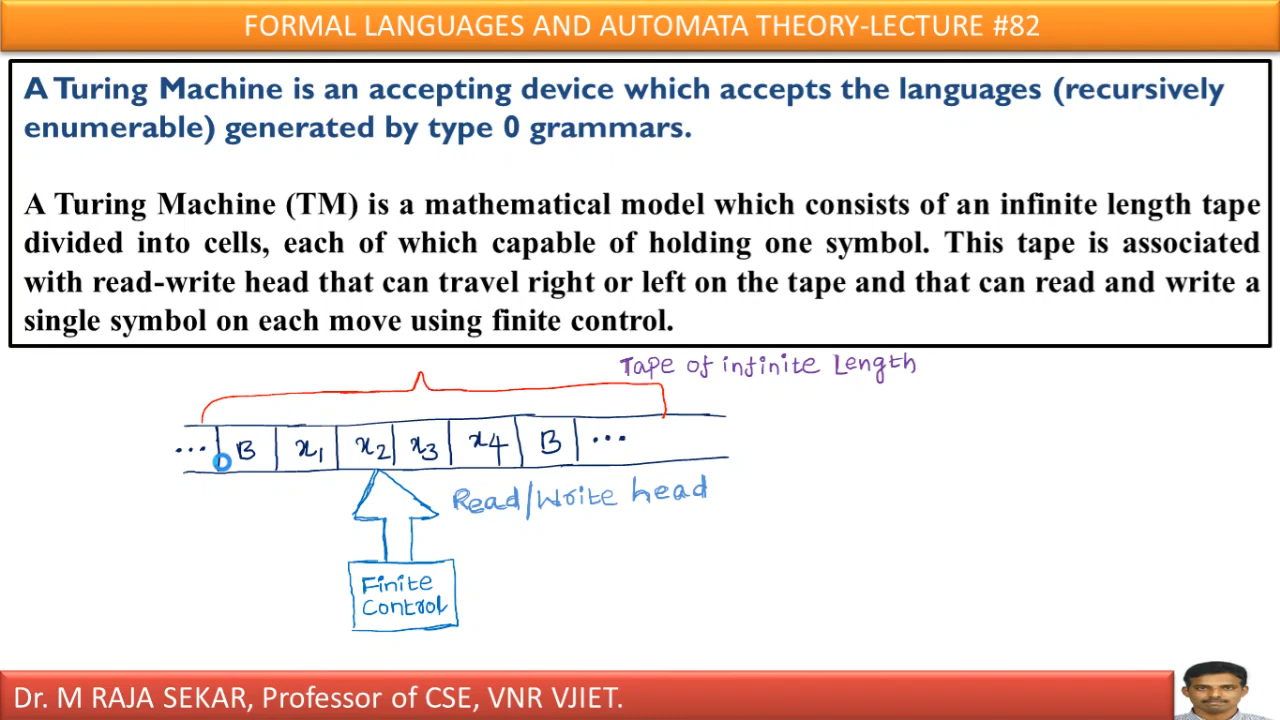 FORMAL LANGUAGES AND AUTOMATA THEORY-LECTURE #82
A Turing Machine is an accepting device which accepts the languages (recursively
enumerable) generated by type 0 grammars.
A Turing Machine (TM) is a mathematical model which consists of an infinite length tape
divided into cells, each of which capable of holding one symbol. This tape is associated
with read-write head that can travel right or left on the tape and that can read and write a
single symbol on each move using finite control.
Tape of infinite Length
... B x1 x2 x3 x4 B ...
Read/Write head
Finite
Control
Dr. M RAJA SEKAR, Professor of CSE, VNR VJIET.